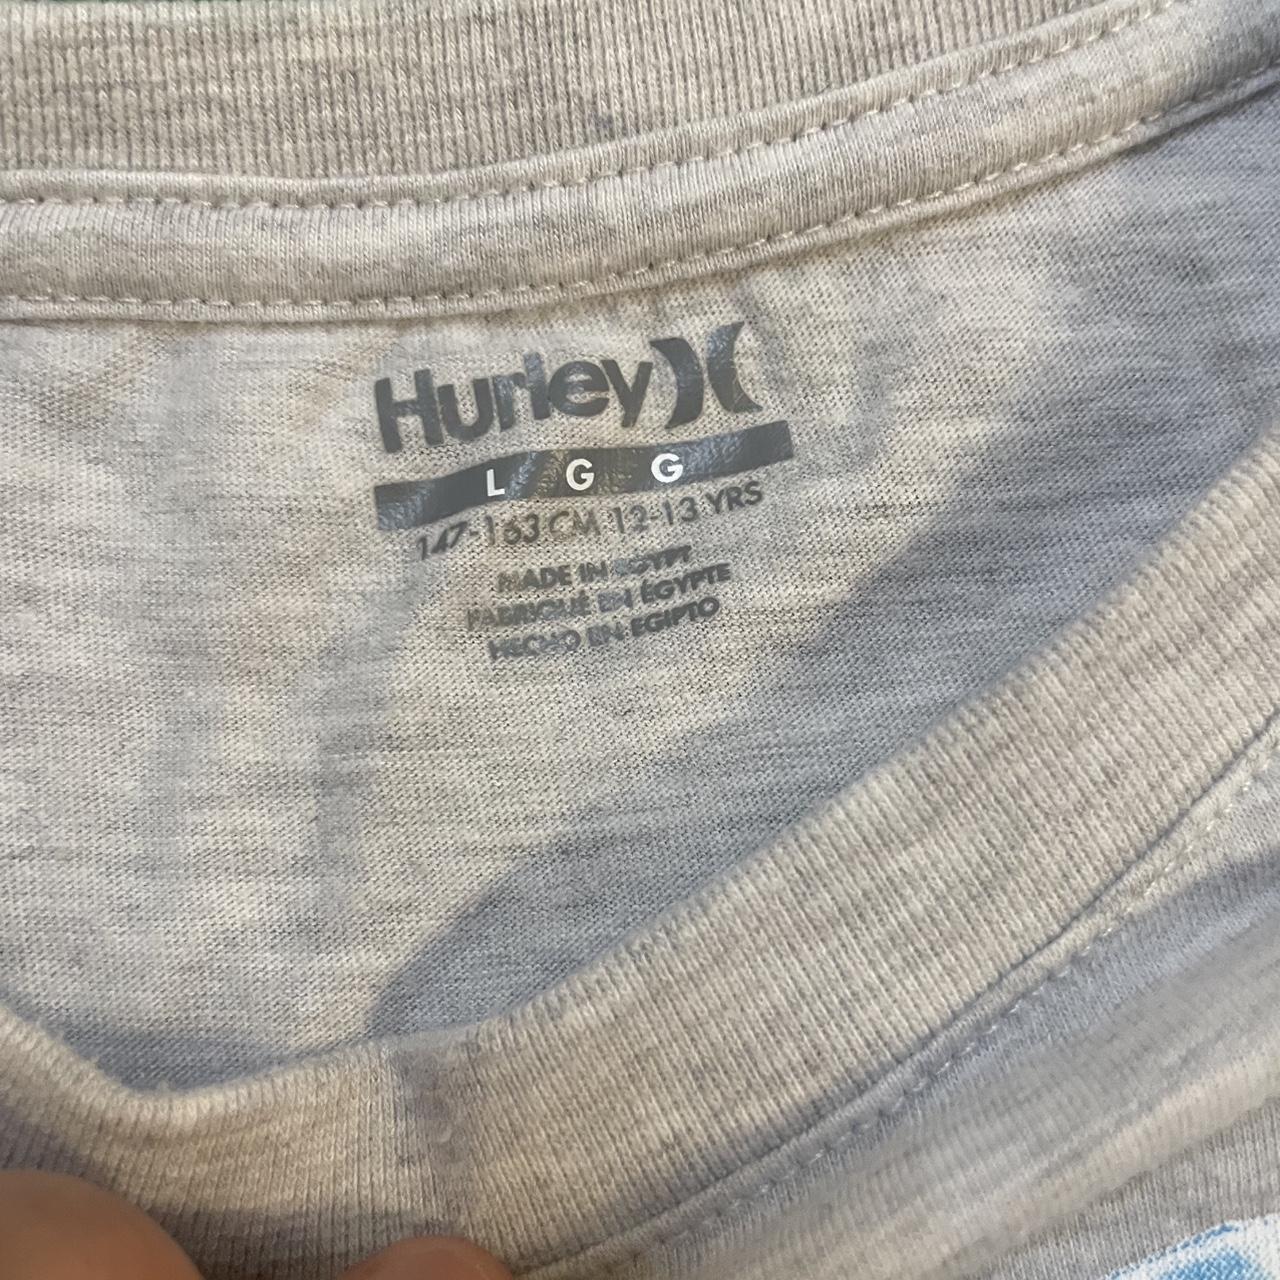 Hurley
L G G
147-163 CM 12-13 YRS
MADE IN EGYPT
FABRIQUÉ EN ÉGYPTE
HECHO EN EGIPTO